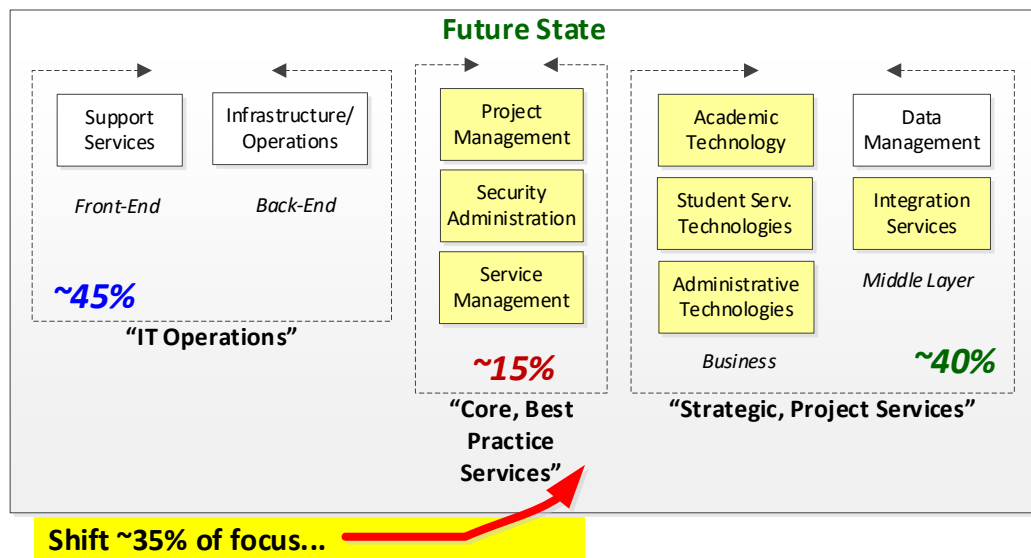 Future State
Support
Services
Infrastructure/
Operations
Front-End
Back-End
~45%
“IT Operations”
Project
Management
Security
Administration
Service
Management
~15%
“Core, Best
Practice
Services”
Academic
Technology
Student Serv.
Technologies
Administrative
Technologies
Business
Data
Management
Integration
Services
Middle Layer
~40%
“Strategic, Project Services”
Shift ~35% of focus...